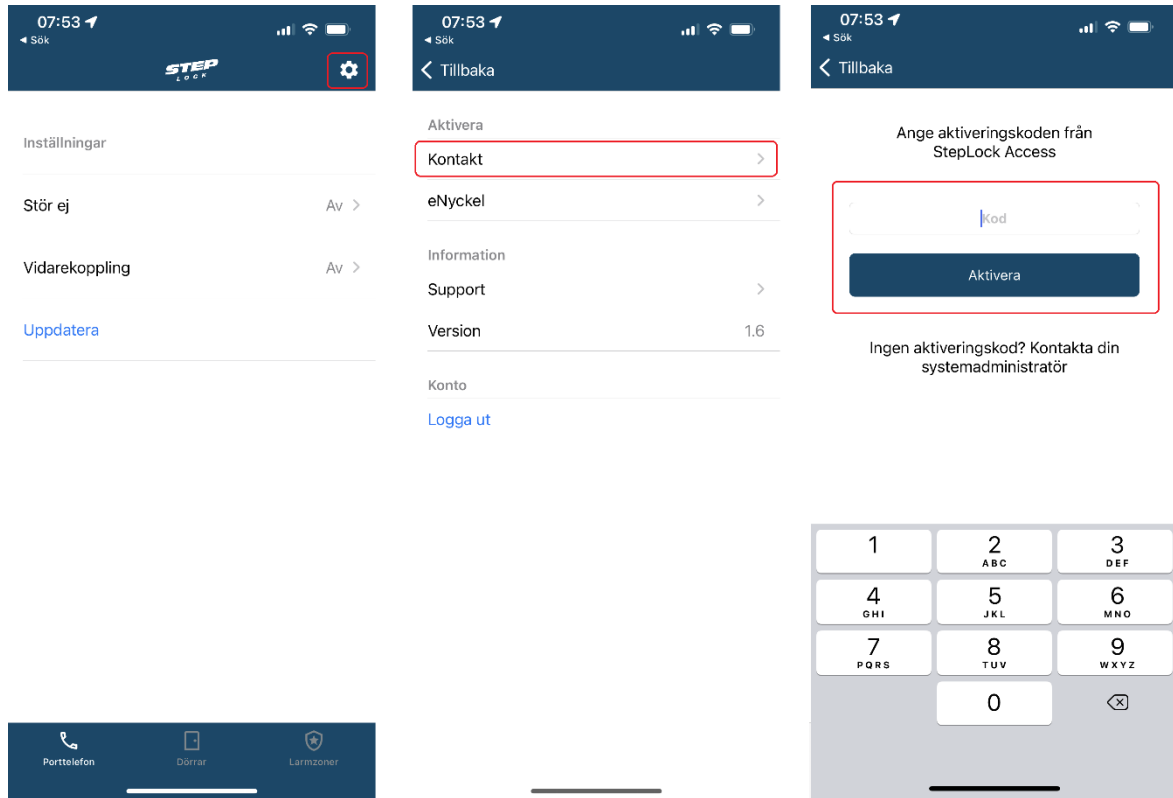 07:53
◀ Sök
STEP
LOCK
Inställningar
Stör ej
Av
Vidarekoppling
Av
Uppdatera
Porttelefon
Dörrar
Larmzoner
07:53
◀ Sök
Tillbaka
Aktivera
Kontakt
eNyckel
Information
Support
Version
1.6
Konto
Logga ut
07:53
◀ Sök
Tillbaka
Ange aktiveringskoden från
StepLock Access
Kod
Aktivera
Ingen aktiveringskod? Kontakta din
systemadministratör
1 2 3
ABC DEF
4 5 6
GHI JKL MNO
7 8 9
PQRS TUV WXYZ
0